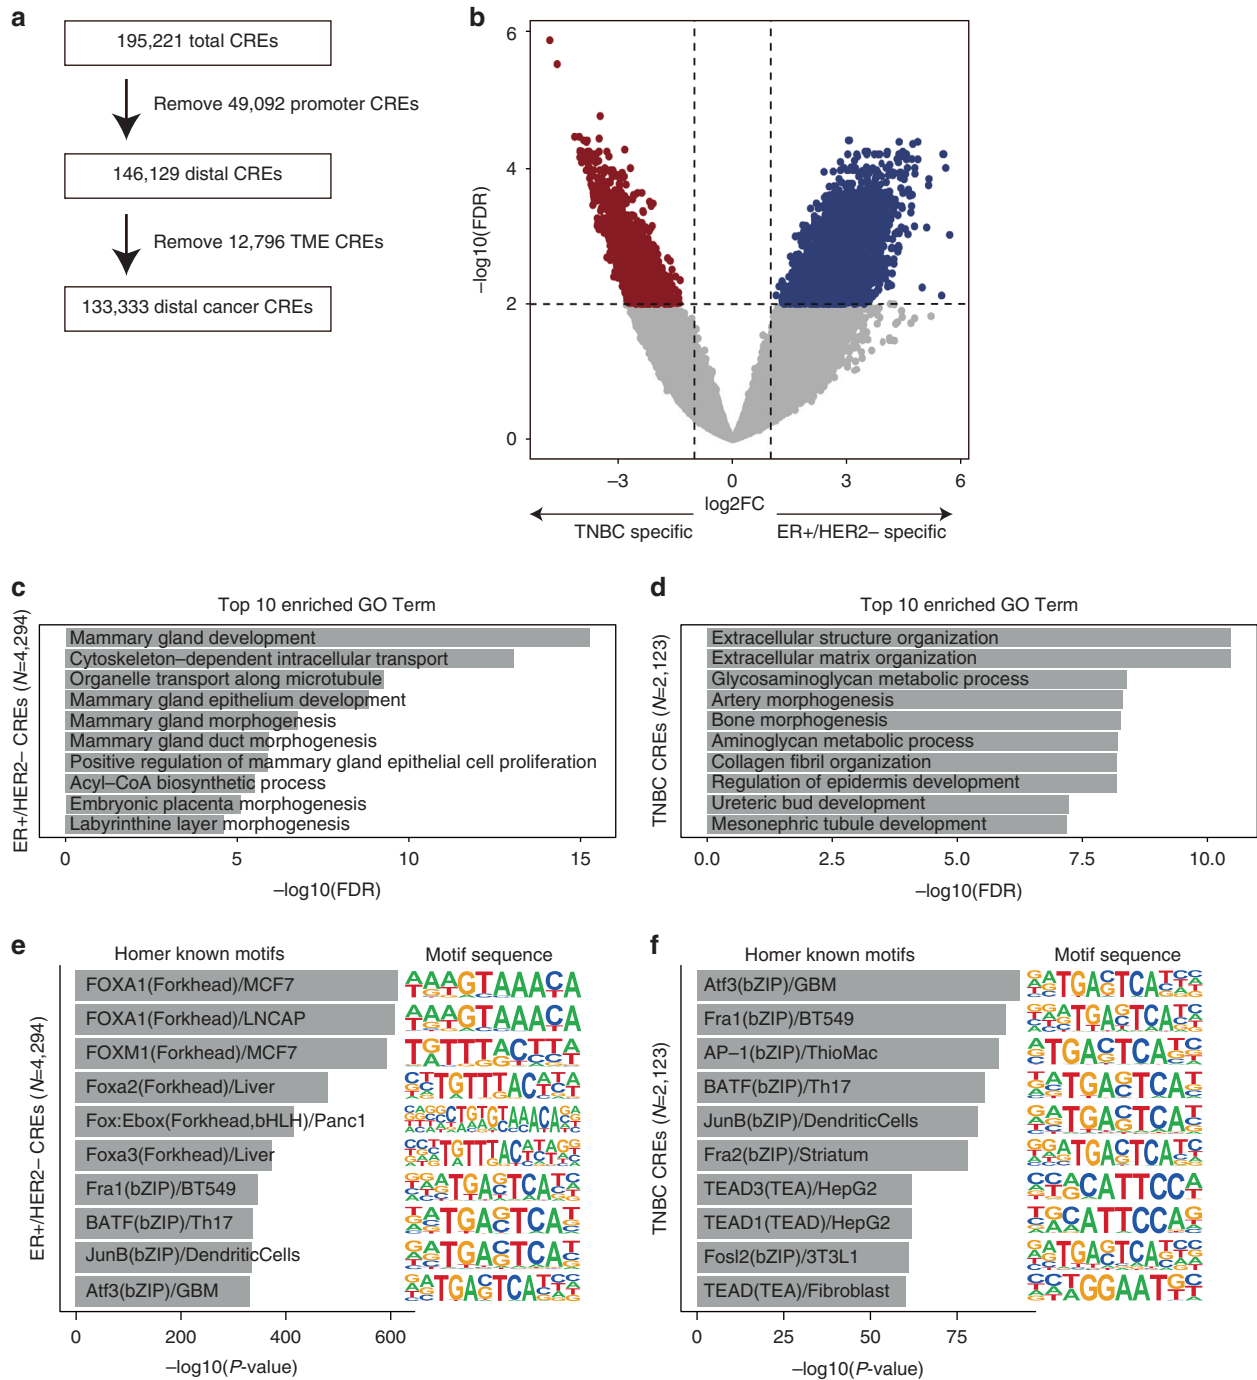 a
195,221 total CREs
Remove 49,092 promoter CREs
146,129 distal CREs
Remove 12,796 TME CREs
133,333 distal cancer CREs
b
6
4
2
0
–log10(FDR)
–3
0
3
6
log2FC
TNBC specific
ER+/HER2– specific
c
Top 10 enriched GO Term
ER+/HER2– CREs (N=4,294)
Mammary gland development
Cytoskeleton–dependent intracellular transport
Organelle transport along microtubule
Mammary gland epithelium development
Mammary gland morphogenesis
Mammary gland duct morphogenesis
Positive regulation of mammary gland epithelial cell proliferation
Acyl–CoA biosynthetic process
Embryonic placenta morphogenesis
Labyrinthine layer morphogenesis
0
5
10
15
–log10(FDR)
d
Top 10 enriched GO Term
TNBC CREs (N=2,123)
Extracellular structure organization
Extracellular matrix organization
Glycosaminoglycan metabolic process
Artery morphogenesis
Bone morphogenesis
Aminoglycan metabolic process
Collagen fibril organization
Regulation of epidermis development
Ureteric bud development
Mesonephric tubule development
0.0
2.5
5.0
7.5
10.0
–log10(FDR)
e
Homer known motifs
Motif sequence
ER+/HER2– CREs (N=4,294)
FOXA1(Forkhead)/MCF7
FOXA1(Forkhead)/LNCAP
FOXM1(Forkhead)/MCF7
Foxa2(Forkhead)/Liver
Fox:Ebox(Forkhead,bHLH)/Panc1
Foxa3(Forkhead)/Liver
Fra1(bZIP)/BT549
BATF(bZIP)/Th17
JunB(bZIP)/DendriticCells
Atf3(bZIP)/GBM
0
200
400
600
–log10(P-value)
f
Homer known motifs
Motif sequence
TNBC CREs (N=2,123)
Atf3(bZIP)/GBM
Fra1(bZIP)/BT549
AP–1(bZIP)/ThioMac
BATF(bZIP)/Th17
JunB(bZIP)/DendriticCells
Fra2(bZIP)/Striatum
TEAD3(TEA)/HepG2
TEAD1(TEAD)/HepG2
Fosl2(bZIP)/3T3L1
TEAD(TEA)/Fibroblast
0
25
50
75
–log10(P-value)